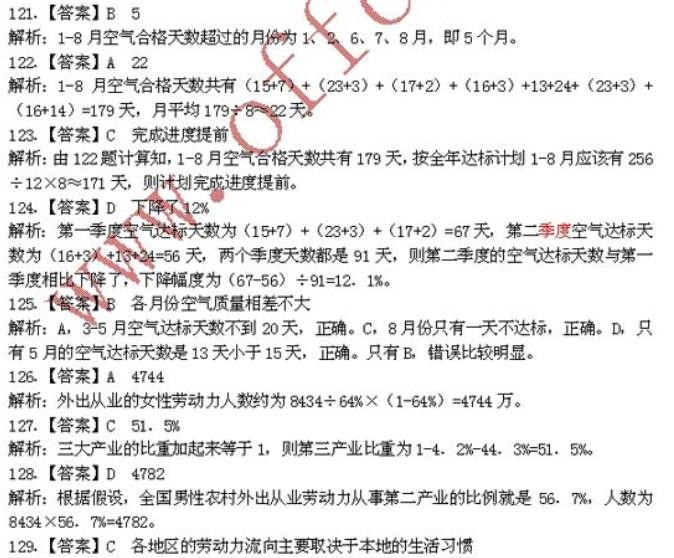 121.【答案】B 5
解析：1-8月空气合格天数超过的月份为1、2、6、7、8月，即5个月。
122.【答案】A 22
解析：1-8月空气合格天数共有（15+7）+（23+3）+（17+2）+（16+3）+13+24+（23+3）+
（16+14）=179天，月平均179÷8≈22天。
123.【答案】C 完成进度提前
解析：由122题计算知，1-8月空气合格天数共有179天，按全年达标计划1-8月应该有256
÷12×8≈171天，则计划完成进度提前。
124.【答案】D 下降了12%
解析：第一季度空气达标天数为（15+7）+（23+3）+（17+2）=67天，第二季度空气达标天
数为（16+3）+13+24=56天，两个季度天数都是91天，则第二季度的空气达标天数与第一
季度相比下降了，下降幅度为（67-56）÷91=12．1%。
125.【答案】B 各月份空气质量相差不大
解析：A，3-5月空气达标天数不到20天，正确。C，8月份只有一天不达标，正确。D，只
有5月的空气达标天数是13天小于15天，正确。只有B，错误比较明显。
126.【答案】A 4744
解析：外出从业的女性劳动力人数约为8434÷64%×（1-64%）=4744万。
127.【答案】C 51．5%
解析：三大产业的比重加起来等于1，则第三产业比重为1-4．2%-44．3%=51．5%。
128.【答案】D 4782
解析：根据假设，全国男性农村外出从业劳动力从事第二产业的比例就是56．7%，人数为
8434×56．7%=4782。
129.【答案】C 各地区的劳动力流向主要取决于本地的生活习惯
www.offc